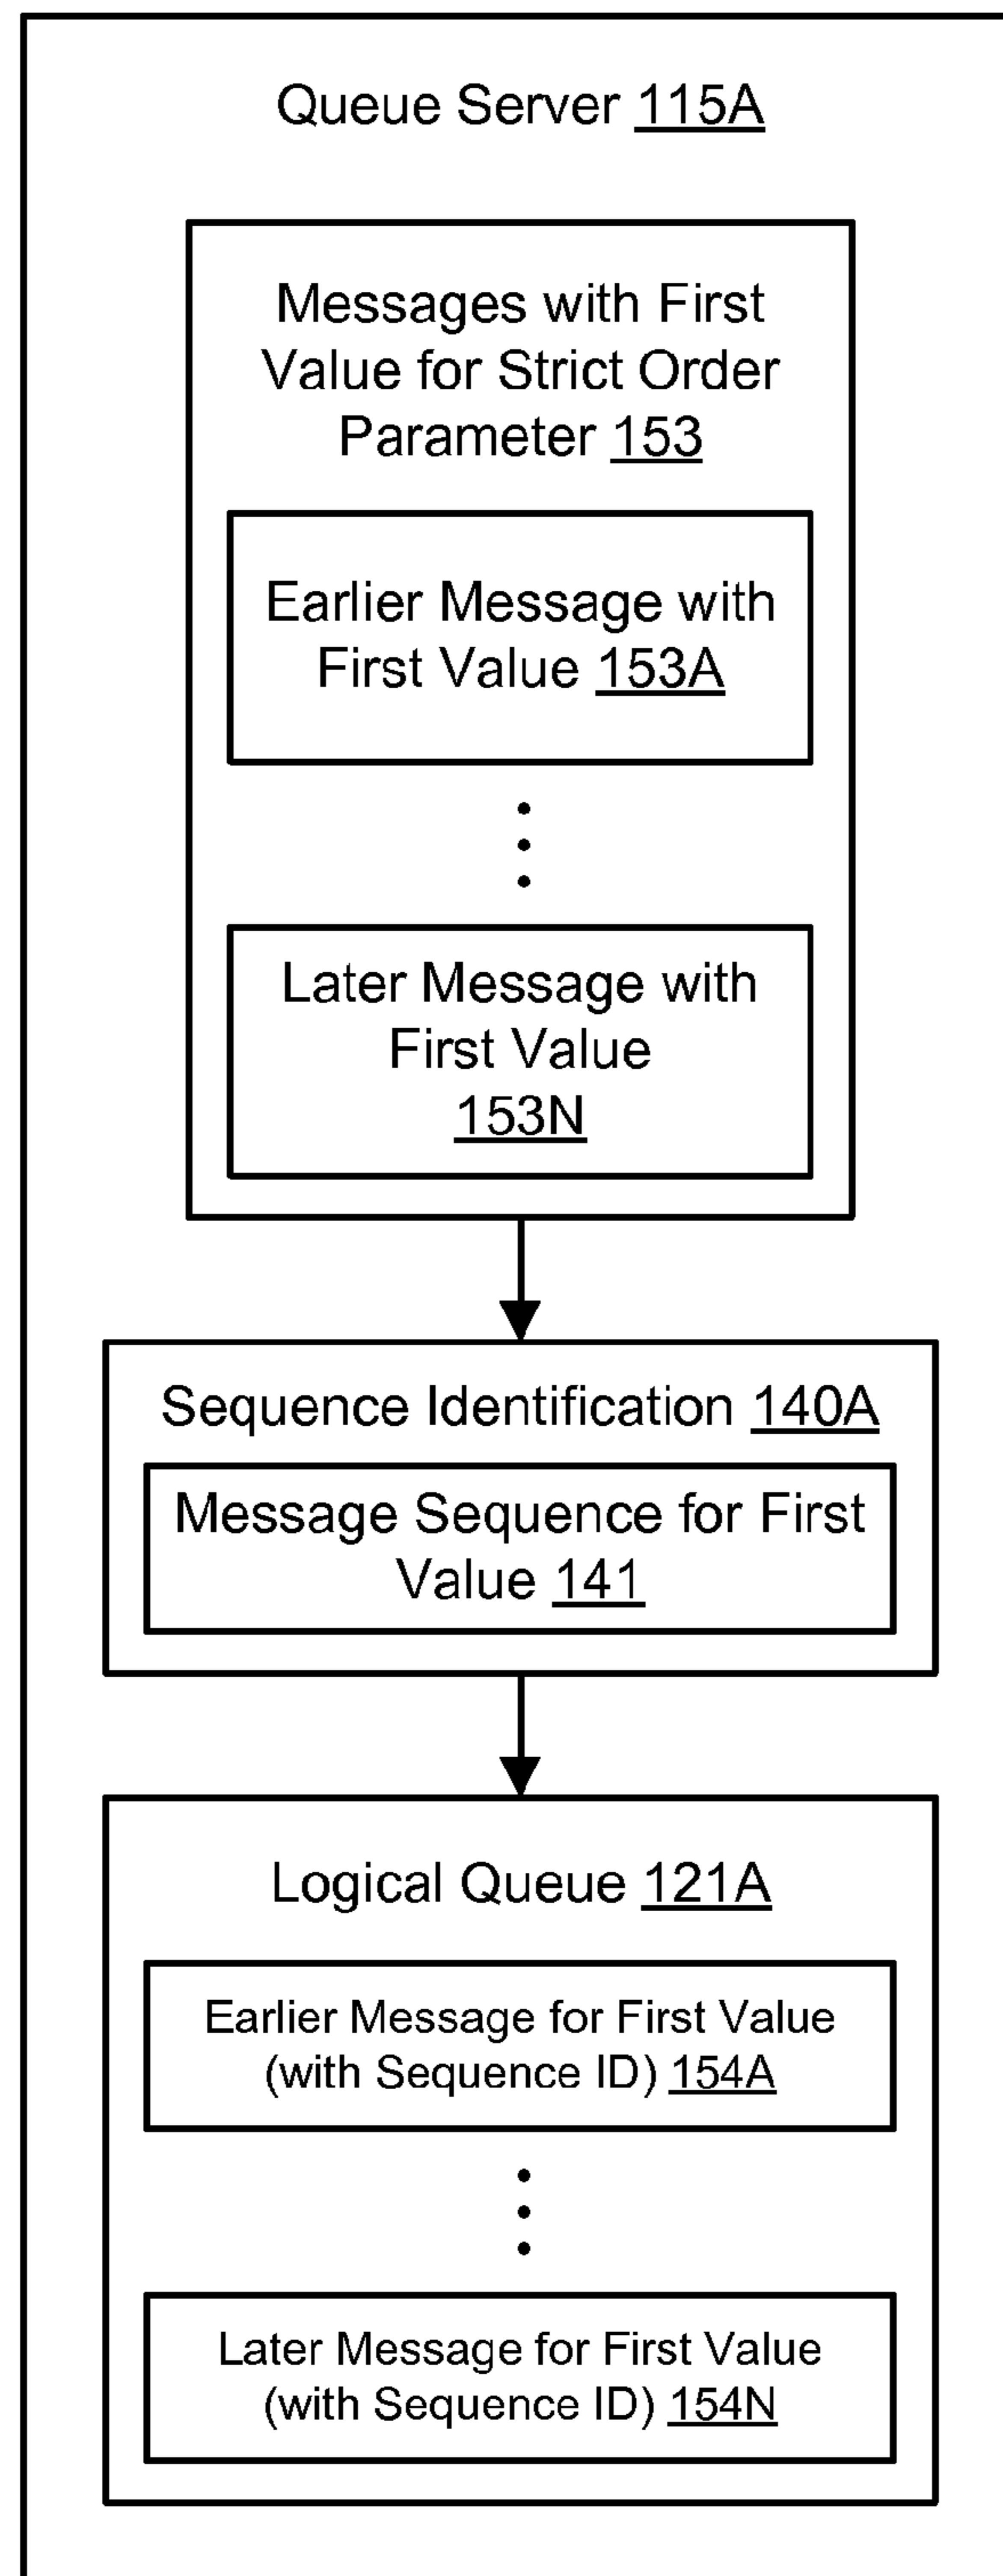 Queue Server 115A
Messages with First
Value for Strict Order
Parameter 153
Earlier Message with
First Value 153A
Later Message with
First Value
153N
Sequence Identification 140A
Message Sequence for First
Value 141
Logical Queue 121A
Earlier Message for First Value
(with Sequence ID) 154A
Later Message for First Value
(with Sequence ID) 154N